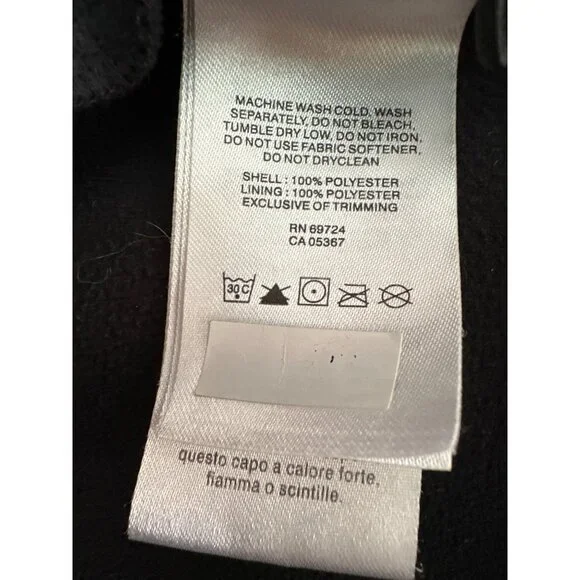 MACHINE WASH COLD, WASH
SEPARATELY, DO NOT BLEACH,
TUMBLE DRY LOW, DO NOT IRON,
DO NOT USE FABRIC SOFTENER,
DO NOT DRYCLEAN
SHELL : 100% POLYESTER
LINING : 100% POLYESTER
EXCLUSIVE OF TRIMMING
RN 69724
CA 05367
30 C
questo capo a calore forte,
fiamma o scintille.